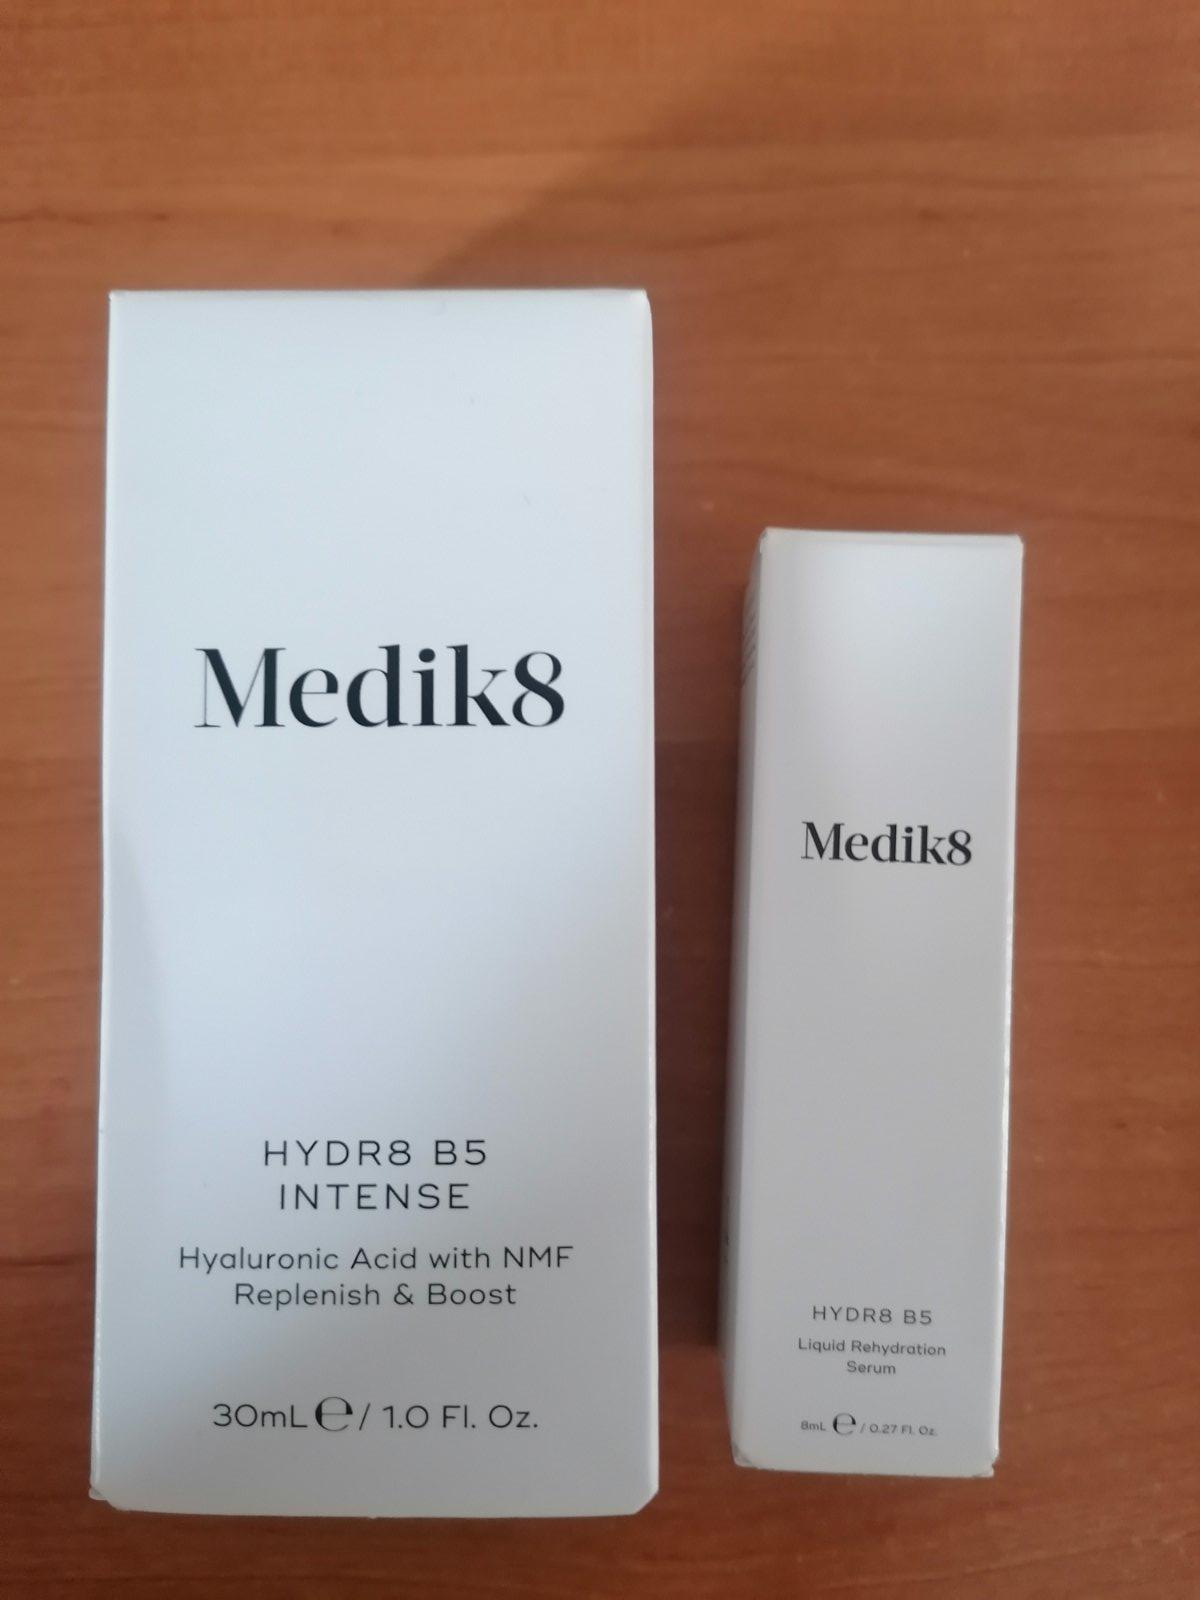 Medik8
HYDR8 B5
INTENSE
Hyaluronic Acid with NMF
Replenish & Boost
30mL ℮ / 1.0 Fl. Oz.
Medik8
HYDR8 B5
Liquid Rehydration
Serum
8mL ℮ / 0.27 Fl. Oz.